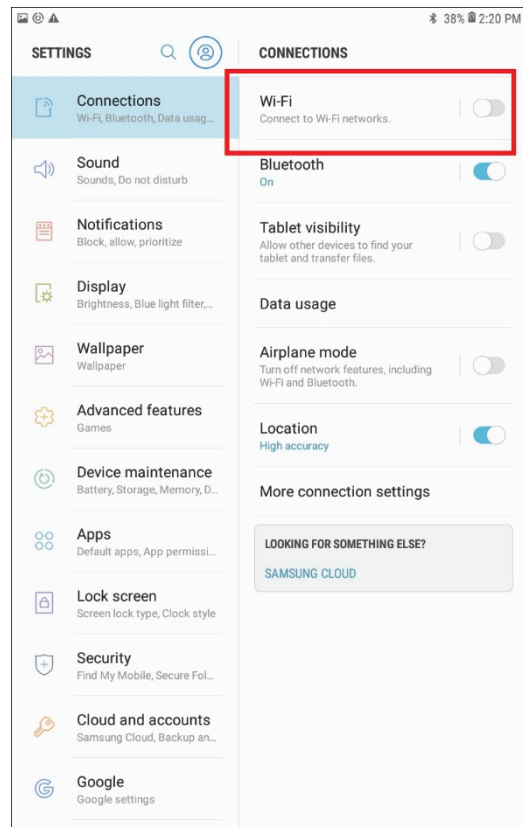 38% 2:20 PM
SETTINGS
Connections
Wi-Fi, Bluetooth, Data usag...
Sound
Sounds, Do not disturb
Notifications
Block, allow, prioritize
Display
Brightness, Blue light filter,...
Wallpaper
Wallpaper
Advanced features
Games
Device maintenance
Battery, Storage, Memory, D...
Apps
Default apps, App permissi...
Lock screen
Screen lock type, Clock style
Security
Find My Mobile, Secure Fol...
Cloud and accounts
Samsung Cloud, Backup an...
Google
Google settings
CONNECTIONS
Wi-Fi
Connect to Wi-Fi networks.
Bluetooth
On
Tablet visibility
Allow other devices to find your
tablet and transfer files.
Data usage
Airplane mode
Turn off network features, including
Wi-Fi and Bluetooth.
Location
High accuracy
More connection settings
LOOKING FOR SOMETHING ELSE?
SAMSUNG CLOUD